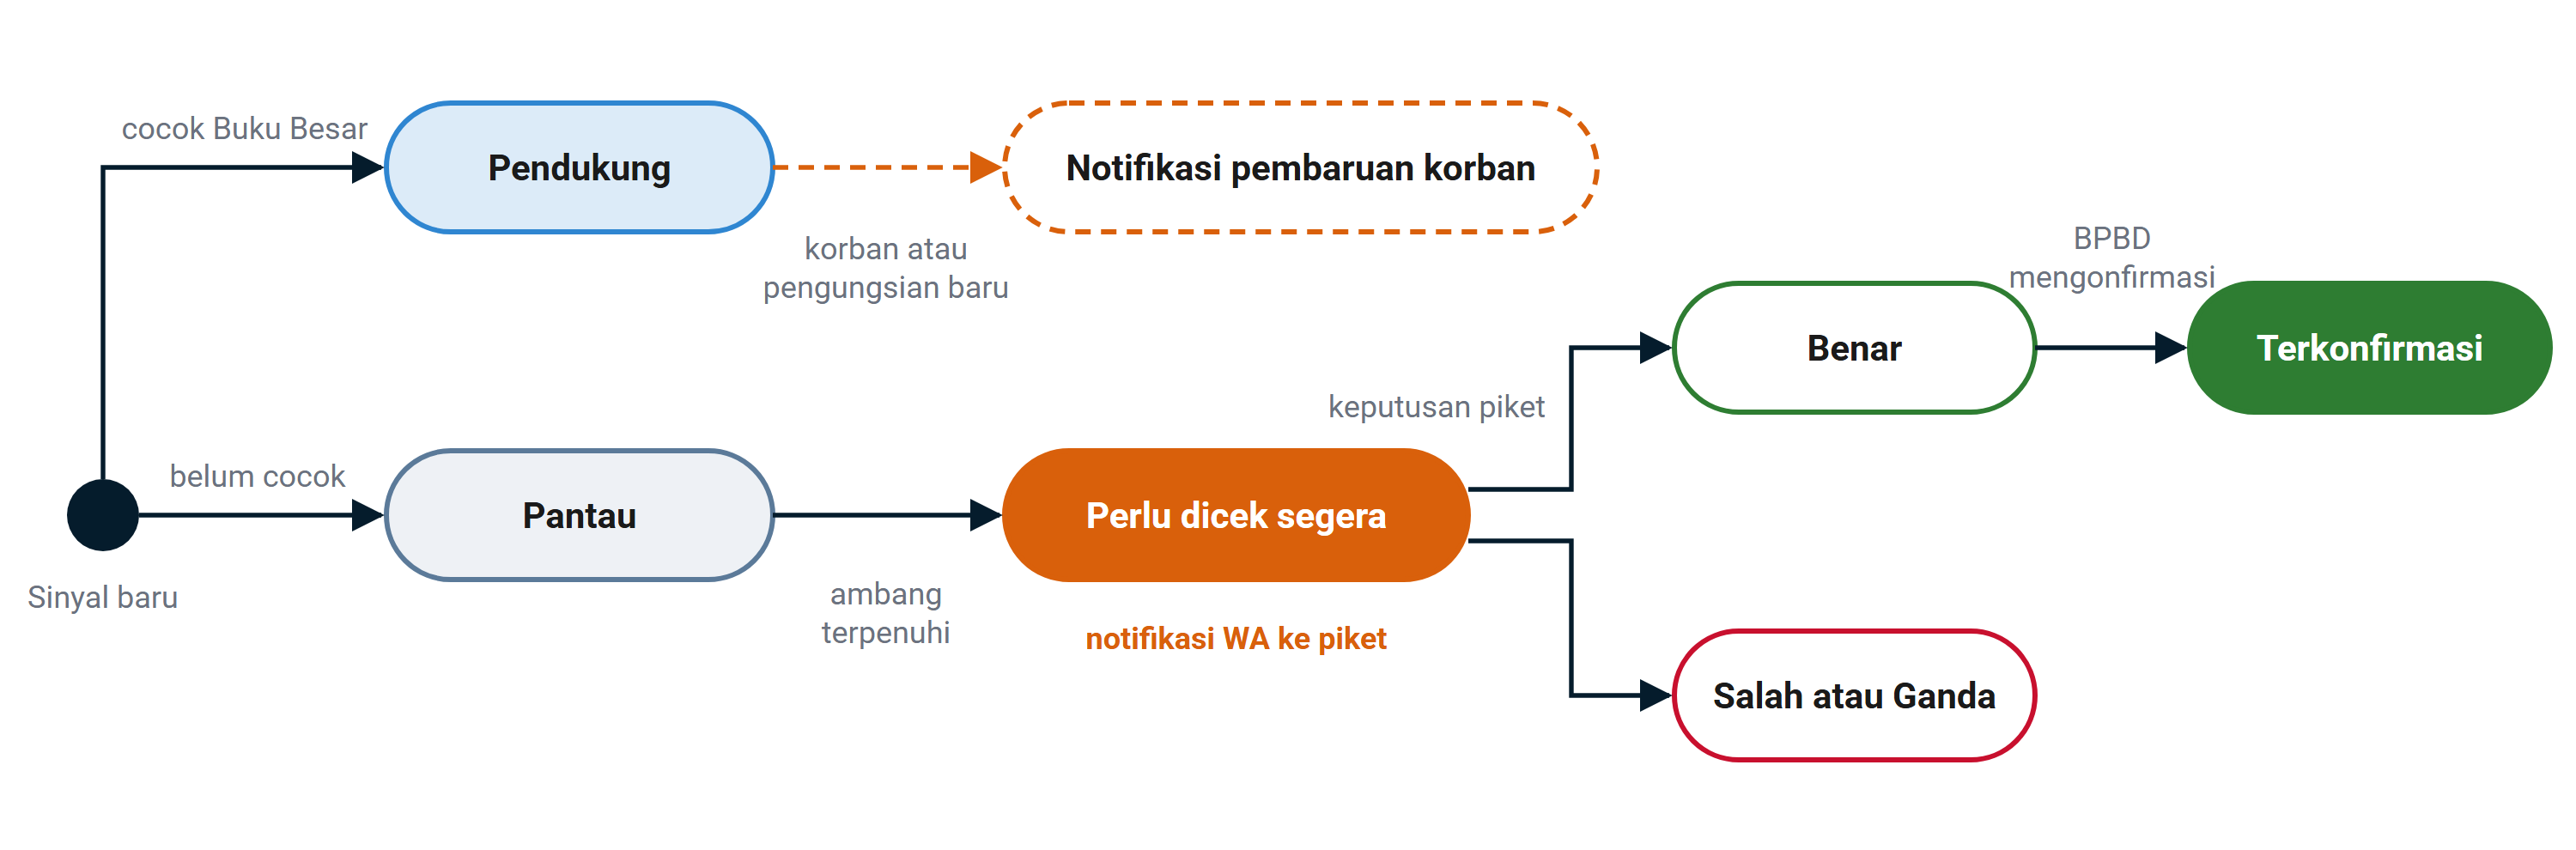 cocok Buku Besar
Pendukung
Notifikasi pembaruan korban
korban atau
pengungsian baru
BPBD
mengonfirmasi
Benar
Terkonfirmasi
keputusan piket
belum cocok
Pantau
Perlu dicek segera
Sinyal baru
ambang
terpenuhi
notifikasi WA ke piket
Salah atau Ganda